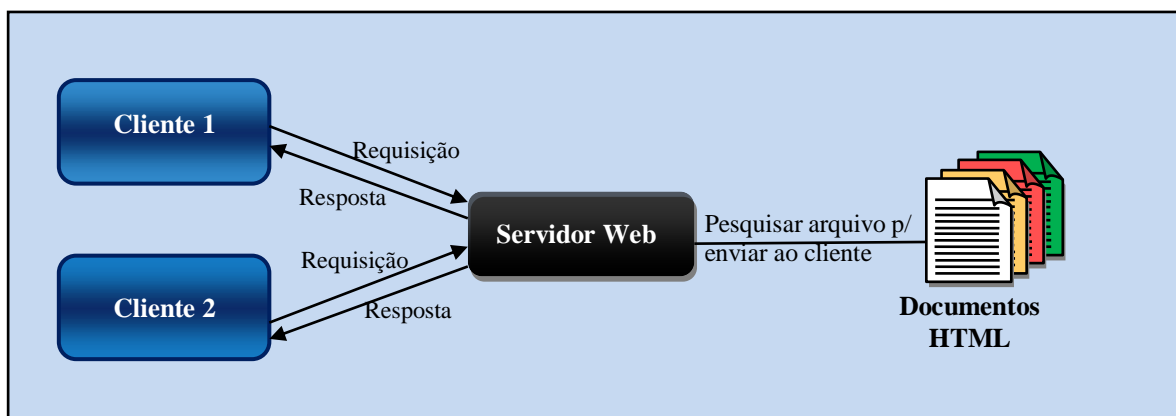 Cliente 1
Requisição
Resposta
Servidor Web
Pesquisar arquivo p/
enviar ao cliente
Requisição
Cliente 2
Resposta
Documentos
HTML